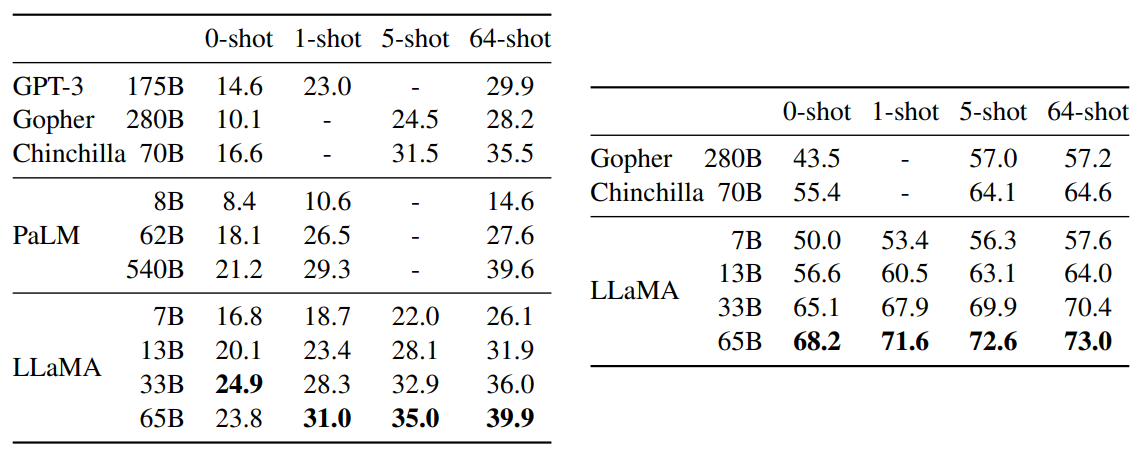 0-shot 1-shot 5-shot 64-shot
GPT-3 175B 14.6 23.0 - 29.9
Gopher 280B 10.1 - 24.5 28.2
Chinchilla 70B 16.6 - 31.5 35.5
8B 8.4 10.6 - 14.6
PaLM 62B 18.1 26.5 - 27.6
540B 21.2 29.3 - 39.6
7B 16.8 18.7 22.0 26.1
LLaMA
13B 20.1 23.4 28.1 31.9
33B 24.9 28.3 32.9 36.0
65B 23.8 31.0 35.0 39.9
0-shot 1-shot 5-shot 64-shot
Gopher 280B 43.5 - 57.0 57.2
Chinchilla 70B 55.4 - 64.1 64.6
7B 50.0 53.4 56.3 57.6
LLaMA
13B 56.6 60.5 63.1 64.0
33B 65.1 67.9 69.9 70.4
65B 68.2 71.6 72.6 73.0